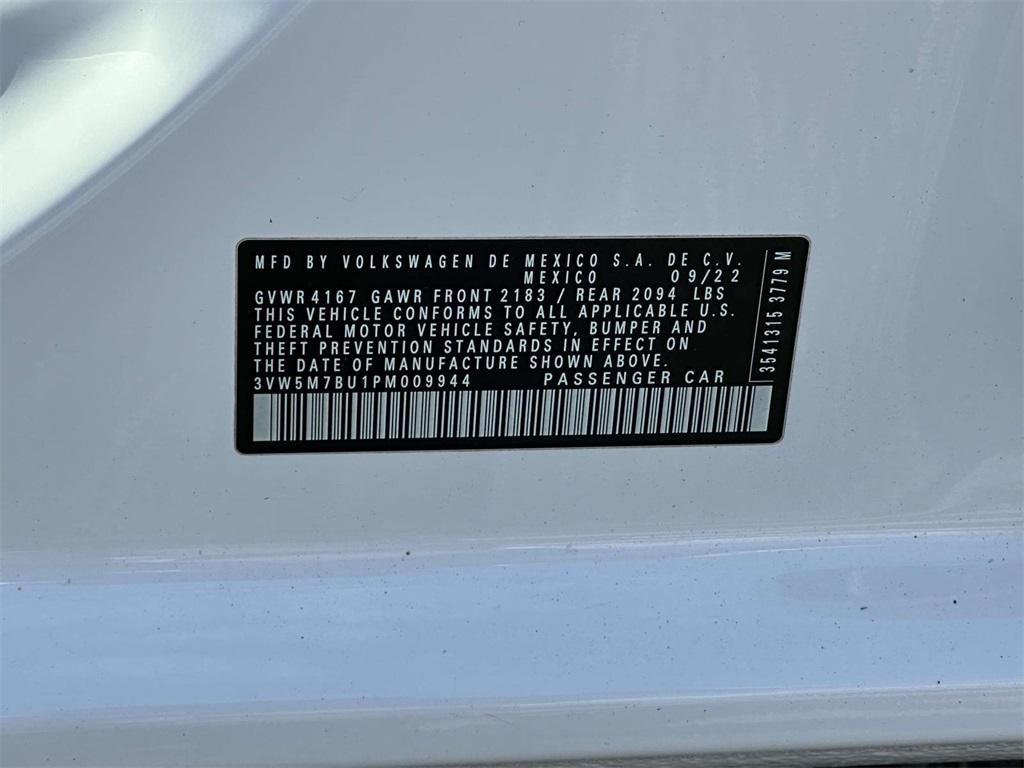 MFD BY VOLKSWAGEN DE MEXICO S.A. DE C.V.
MEXICO 09/22
GVWR 4167 GAWR FRONT 2183 / REAR 2094 LBS
THIS VEHICLE CONFORMS TO ALL APPLICABLE U.S.
FEDERAL MOTOR VEHICLE SAFETY, BUMPER AND
THEFT PREVENTION STANDARDS IN EFFECT ON
THE DATE OF MANUFACTURE SHOWN ABOVE.
3VW5M7BU1PM009944 PASSENGER CAR
3541315 3779 M